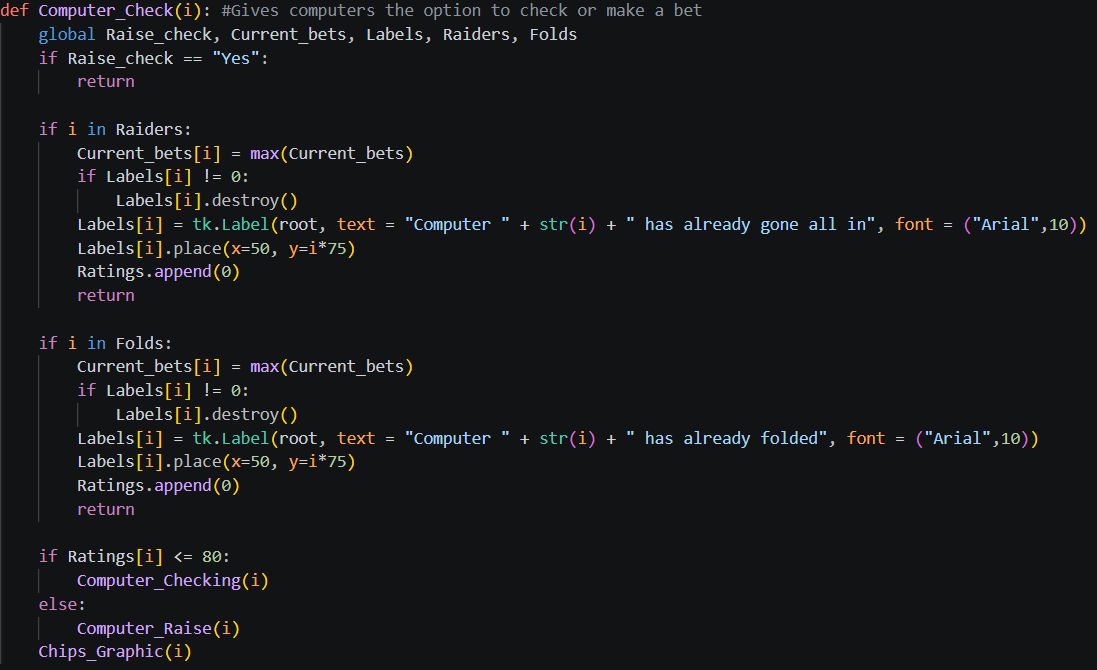 def Computer_Check(i): #Gives computers the option to check or make a bet
    global Raise_check, Current_bets, Labels, Raiders, Folds
    if Raise_check == "Yes":
        return

    if i in Raiders:
        Current_bets[i] = max(Current_bets)
        if Labels[i] != 0:
            Labels[i].destroy()
        Labels[i] = tk.Label(root, text = "Computer " + str(i) + " has already gone all in", font = ("Arial",10))
        Labels[i].place(x=50, y=i*75)
        Ratings.append(0)
        return

    if i in Folds:
        Current_bets[i] = max(Current_bets)
        if Labels[i] != 0:
            Labels[i].destroy()
        Labels[i] = tk.Label(root, text = "Computer " + str(i) + " has already folded", font = ("Arial",10))
        Labels[i].place(x=50, y=i*75)
        Ratings.append(0)
        return

    if Ratings[i] <= 80:
        Computer_Checking(i)
    else:
        Computer_Raise(i)
    Chips_Graphic(i)